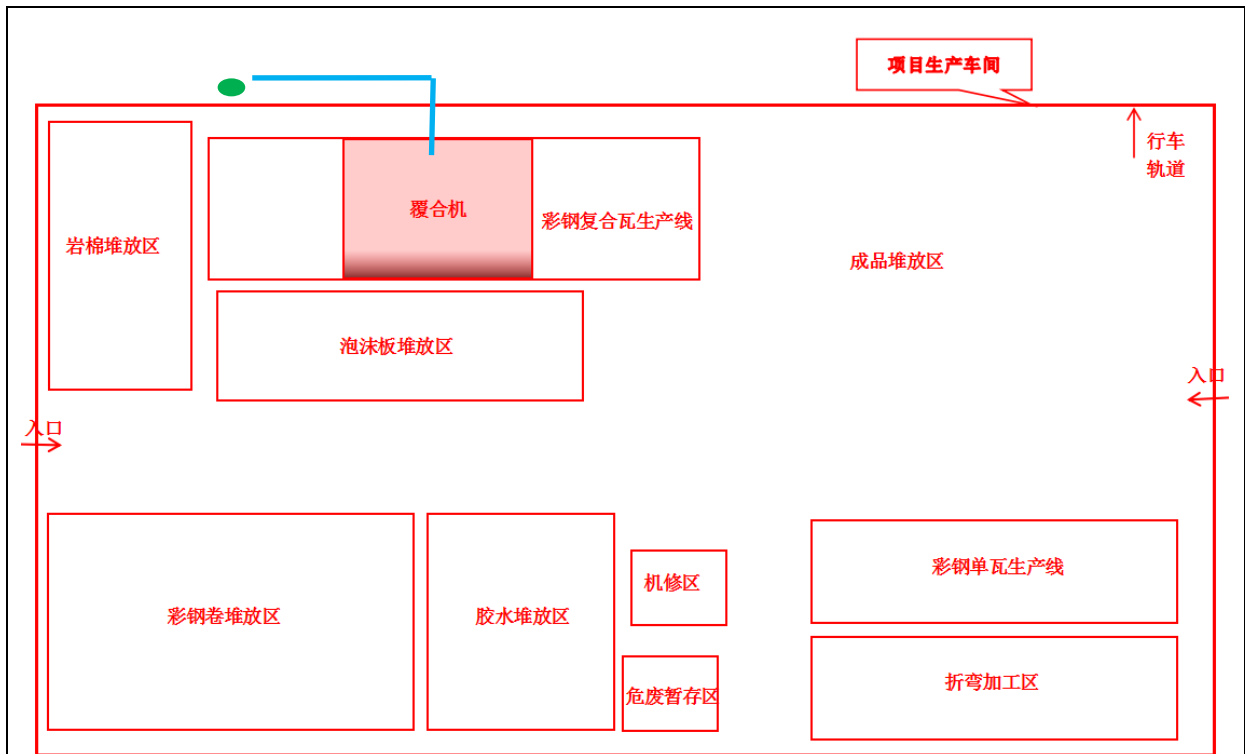 项目生产车间
行车
轨道
覆合机
彩钢复合瓦生产线
岩棉堆放区
成品堆放区
泡沫板堆放区
入口
入口
彩钢卷堆放区
胶水堆放区
机修区
彩钢单瓦生产线
危废暂存区
折弯加工区